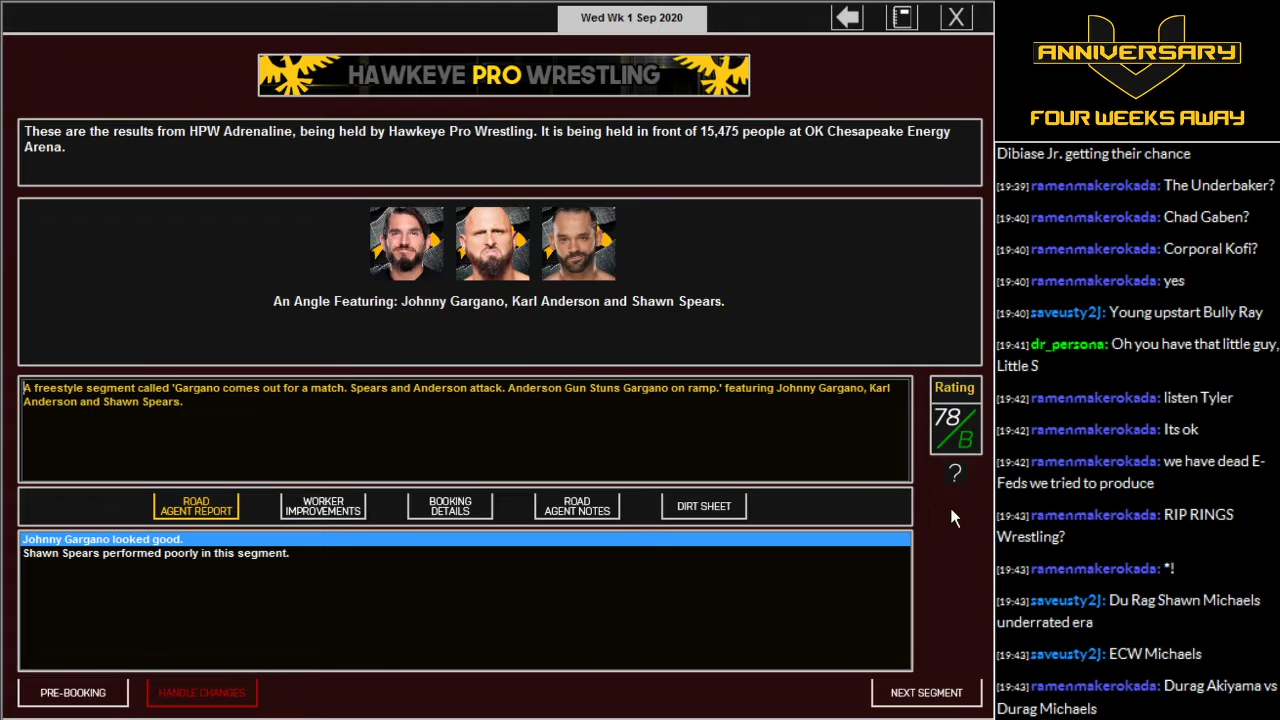 Wed Wk 1 Sep 2020
X
HAWKEYE PRO WRESTLING
These are the results from HPW Adrenaline, being held by Hawkeye Pro Wrestling. It is being held in front of 15,475 people at OK Chesapeake Energy
Arena.
An Angle Featuring: Johnny Gargano, Karl Anderson and Shawn Spears.
A freestyle segment called 'Gargano comes out for a match. Spears and Anderson attack. Anderson Gun Stuns Gargano on ramp.' featuring Johnny Gargano, Karl
Anderson and Shawn Spears.
Rating
78/B
?
ROAD
AGENT REPORT
WORKER
IMPROVEMENTS
BOOKING
DETAILS
ROAD
AGENT NOTES
DIRT SHEET
Johnny Gargano looked good.
Shawn Spears performed poorly in this segment.
PRE-BOOKING
HANDLE CHANGES
NEXT SEGMENT
ANNIVERSARY
FOUR WEEKS AWAY
Dibiase Jr. getting their chance
[19:39] ramenmakerokada: The Underbaker?
[19:40] ramenmakerokada: Chad Gaben?
[19:40] ramenmakerokada: Corporal Kofi?
[19:40] ramenmakerokada: yes
[19:40] saveusty2J: Young upstart Bully Ray
[19:41] dr_persona: Oh you have that little guy,
Little S
[19:42] ramenmakerokada: listen Tyler
[19:42] ramenmakerokada: Its ok
[19:42] ramenmakerokada: we have dead E-
Feds we tried to produce
[19:43] ramenmakerokada: RIP RINGS
Wrestling?
[19:43] ramenmakerokada: *!
[19:43] saveusty2J: Du Rag Shawn Michaels
underrated era
[19:43] saveusty2J: ECW Michaels
[19:43] ramenmakerokada: Durag Akiyama vs
Durag Michaels